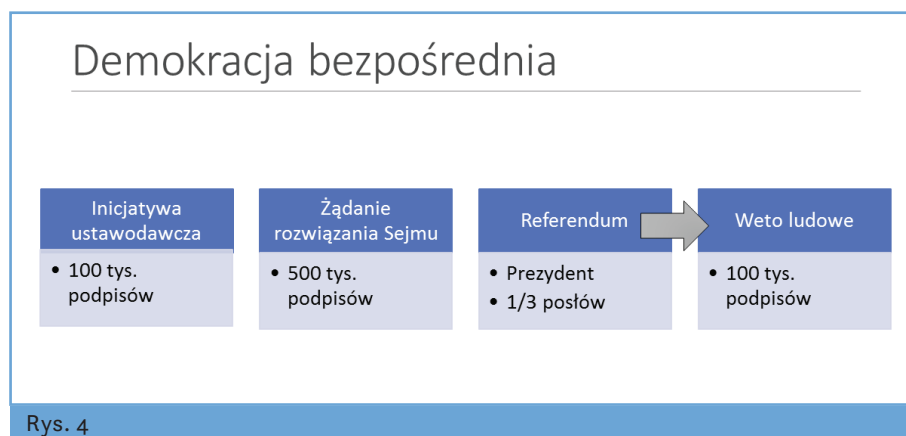 Demokracja bezpośrednia
Inicjatywa
ustawodawcza
• 100 tys.
podpisów
Żądanie
rozwiązania Sejmu
• 500 tys.
podpisów
Referendum
• Prezydent
• 1/3 posłów
Weto ludowe
• 100 tys.
podpisów
Rys. 4